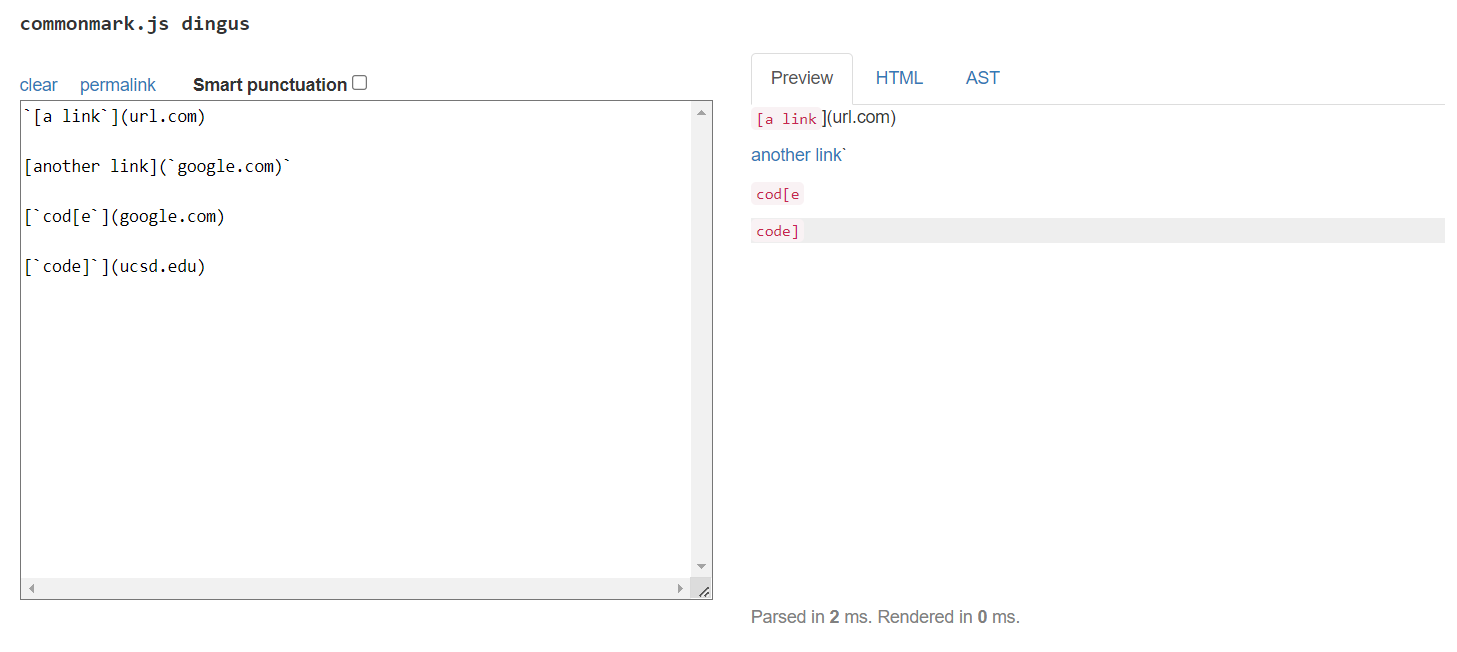 commonmark.js dingus
clear permalink Smart punctuation
Preview HTML AST
`[a link`](url.com)
[another link](`google.com)`
[`cod[e`](google.com)
[`code]`](ucsd.edu)
[a link](url.com)
another link`
cod[e
code]
Parsed in 2 ms. Rendered in 0 ms.